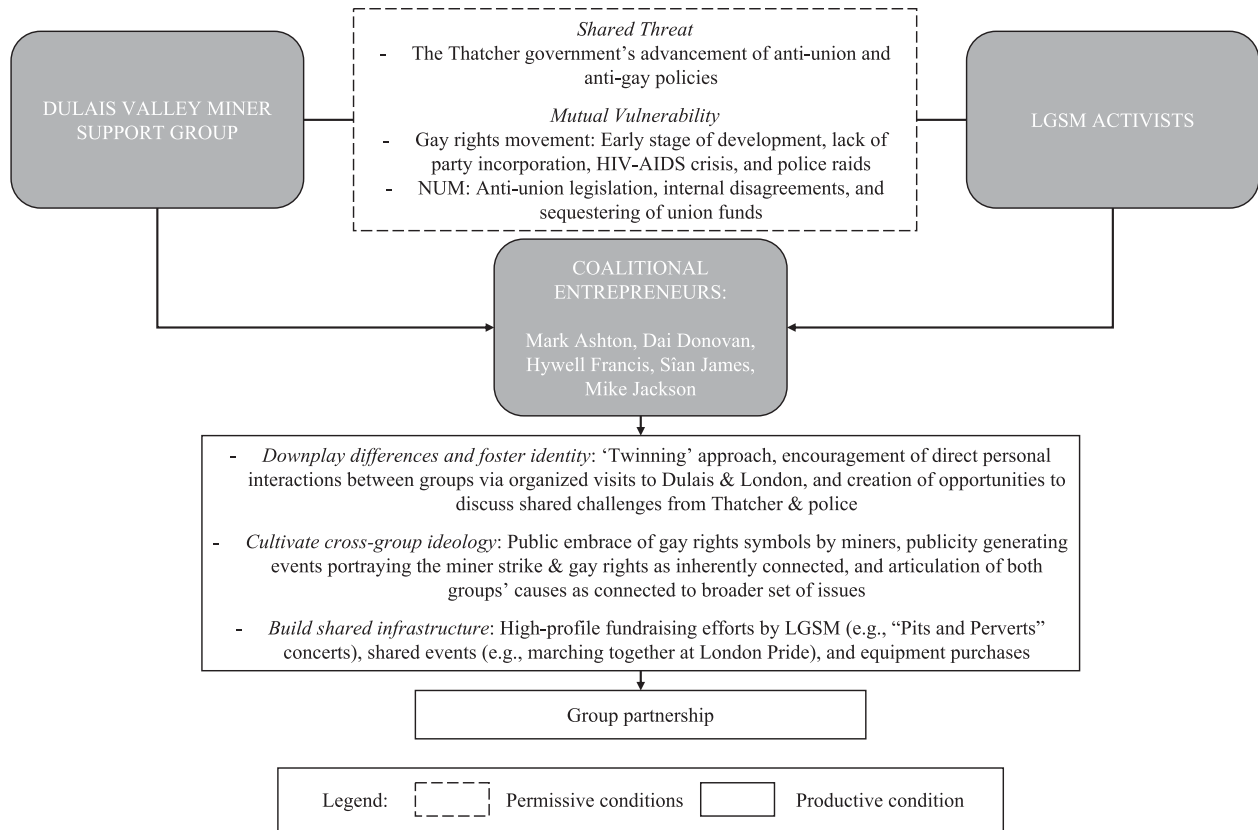 DULAIS VALLEY MINER
SUPPORT GROUP
Shared Threat
- The Thatcher government’s advancement of anti-union and
anti-gay policies
Mutual Vulnerability
- Gay rights movement: Early stage of development, lack of
party incorporation, HIV-AIDS crisis, and police raids
- NUM: Anti-union legislation, internal disagreements, and
sequestering of union funds
LGSM ACTIVISTS
COALITIONAL
ENTREPRENEURS:
Mark Ashton, Dai Donovan,
Hywell Francis, Sîan James,
Mike Jackson
- Downplay differences and foster identity: ‘Twinning’ approach, encouragement of direct personal
interactions between groups via organized visits to Dulais & London, and creation of opportunities to
discuss shared challenges from Thatcher & police
- Cultivate cross-group ideology: Public embrace of gay rights symbols by miners, publicity generating
events portraying the miner strike & gay rights as inherently connected, and articulation of both
groups’ causes as connected to broader set of issues
- Build shared infrastructure: High-profile fundraising efforts by LGSM (e.g., “Pits and Perverts”
concerts), shared events (e.g., marching together at London Pride), and equipment purchases
Group partnership
Legend: Permissive conditions Productive condition